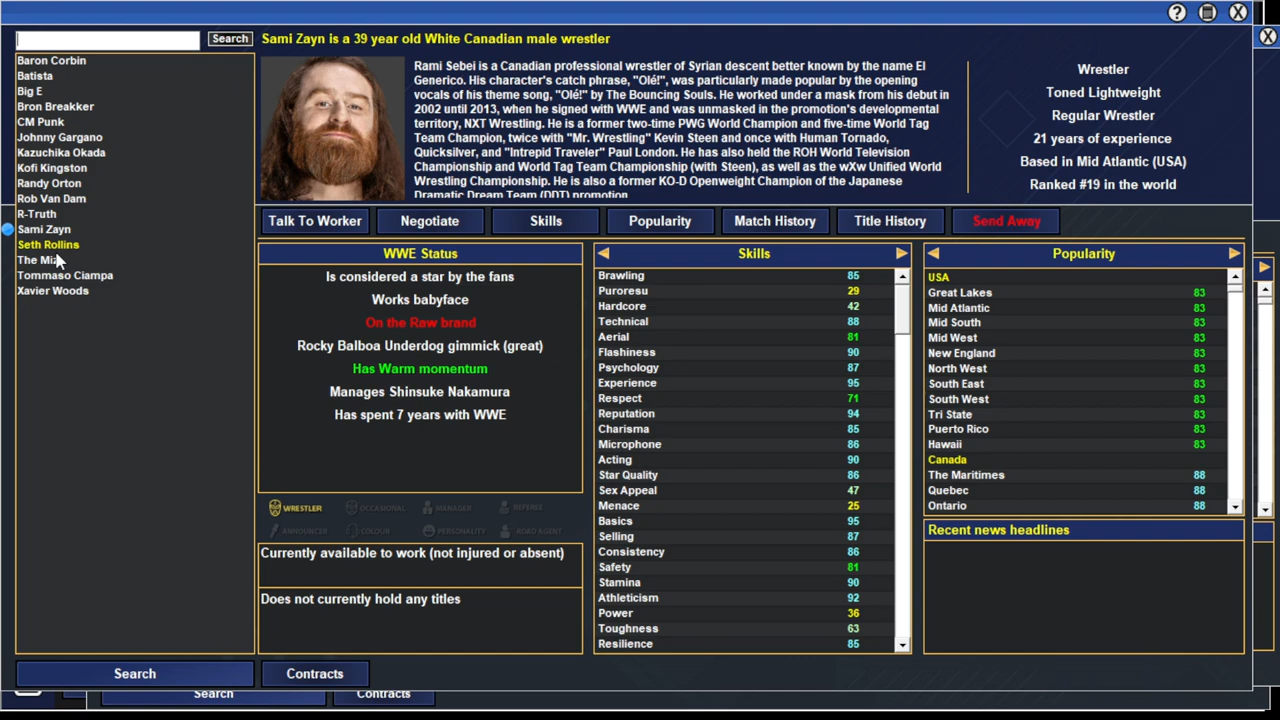 Search
Sami Zayn is a 39 year old White Canadian male wrestler
Baron Corbin
Batista
Big E
Bron Breakker
CM Punk
Johnny Gargano
Kazuchika Okada
Kofi Kingston
Randy Orton
Rob Van Dam
R-Truth
Sami Zayn
Seth Rollins
The Miz
Tommaso Ciampa
Xavier Woods
Rami Sebei is a Canadian professional wrestler of Syrian descent better known by the name El
Generico. His character's catch phrase, "Olé!", was particularly made popular by the opening
vocals of his theme song, "Olé!" by The Bouncing Souls. He worked under a mask from his debut in
2002 until 2013, when he signed with WWE and was unmasked in the promotion's developmental
territory, NXT Wrestling. He is a former two-time PWG World Champion and five-time World Tag
Team Champion, twice with "Mr. Wrestling" Kevin Steen and once with Human Tornado,
Quicksilver, and "Intrepid Traveler" Paul London. He has also held the ROH World Television
Championship and World Tag Team Championship (with Steen), as well as the wXw Unified World
Wrestling Championship. He is also a former KO-D Openweight Champion of the Japanese
Dramatic Dream Team (DDT) promotion
Wrestler
Toned Lightweight
Regular Wrestler
21 years of experience
Based in Mid Atlantic (USA)
Ranked #19 in the world
Talk To Worker
Negotiate
Skills
Popularity
Match History
Title History
Send Away
WWE Status
Is considered a star by the fans
Works babyface
On the Raw brand
Rocky Balboa Underdog gimmick (great)
Has Warm momentum
Manages Shinsuke Nakamura
Has spent 7 years with WWE
WRESTLER
OCCASIONAL
MANAGER
REFEREE
ANNOUNCER
COLOUR
PERSONALITY
ROAD AGENT
Currently available to work (not injured or absent)
Does not currently hold any titles
Skills
Brawling 85
Puroresu 29
Hardcore 42
Technical 88
Aerial 81
Flashiness 90
Psychology 87
Experience 95
Respect 71
Reputation 94
Charisma 85
Microphone 86
Acting 90
Star Quality 86
Sex Appeal 47
Menace 25
Basics 95
Selling 87
Consistency 86
Safety 81
Stamina 90
Athleticism 92
Power 36
Toughness 63
Resilience 85
Popularity
USA
Great Lakes 83
Mid Atlantic 83
Mid South 83
Mid West 83
New England 83
North West 83
South East 83
South West 83
Tri State 83
Puerto Rico 83
Hawaii 83
Canada
The Maritimes 88
Quebec 88
Ontario 88
Recent news headlines
Search
Contracts
Search
Contracts